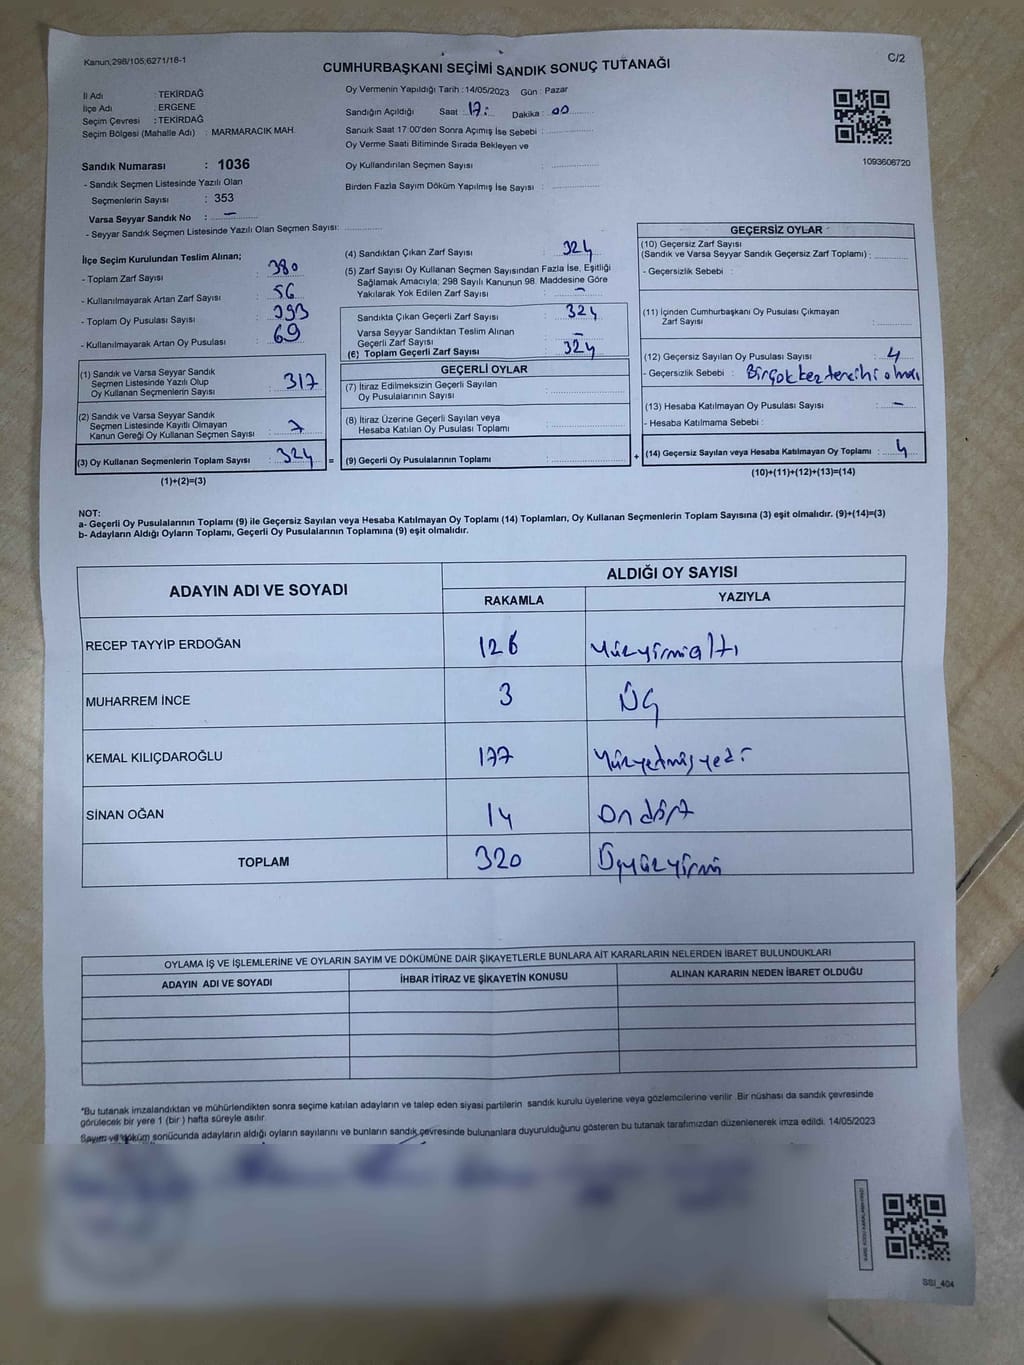 Kanun;298/105;6271/16-1
C/2
CUMHURBAŞKANI SEÇİMİ SANDIK SONUÇ TUTANAĞI
İl Adı : TEKİRDAĞ
İlçe Adı : ERGENE
Seçim Çevresi : TEKİRDAĞ
Seçim Bölgesi (Mahalle Adı) : MARMARACIK MAH.
Sandık Numarası : 1036
- Sandık Seçmen Listesinde Yazılı Olan
Seçmenlerin Sayısı : 353
Varsa Seyyar Sandık No : -
- Seyyar Sandık Seçmen Listesinde Yazılı Olan Seçmen Sayısı:
Oy Vermenin Yapıldığı Tarih : 14/05/2023 Gün : Pazar
Sandığın Açıldığı Saat : 17: Dakika : 00
Sandık Saat 17:00'den Sonra Açımış İse Sebebi :
Oy Verme Saati Bitiminde Sırada Bekleyen ve
Oy Kullandırılan Seçmen Sayısı :
Birden Fazla Sayım Döküm Yapılmış İse Sayısı :
1093606720
İlçe Seçim Kurulundan Teslim Alınan;
- Toplam Zarf Sayısı : 380
- Kullanılmayarak Artan Zarf Sayısı : 56
- Toplam Oy Pusulası Sayısı : 393
- Kullanılmayarak Artan Oy Pusulası : 69
(1) Sandık ve Varsa Seyyar Sandık
Seçmen Listesinde Yazılı Olup
Oy Kullanan Seçmenlerin Sayısı : 317
(2) Sandık ve Varsa Seyyar Sandık
Seçmen Listesinde Kayıtlı Olmayan
Kanun Gereği Oy Kullanan Seçmen Sayısı : 7
(3) Oy Kullanan Seçmenlerin Toplam Sayısı : 324 =
(1)+(2)=(3)
(4) Sandıktan Çıkan Zarf Sayısı : 324
(5) Zarf Sayısı Oy Kullanan Seçmen Sayısından Fazla İse, Eşitliği
Sağlamak Amacıyla; 298 Sayılı Kanunun 98. Maddesine Göre
Yakılarak Yok Edilen Zarf Sayısı : -
Sandıkta Çıkan Geçerli Zarf Sayısı : 324
Varsa Seyyar Sandıktan Teslim Alınan
Geçerli Zarf Sayısı : -
(6) Toplam Geçerli Zarf Sayısı : 324
GEÇERLİ OYLAR
(7) İtiraz Edilmeksizin Geçerli Sayılan
Oy Pusulalarının Sayısı :
(8) İtiraz Üzerine Geçerli Sayılan veya
Hesaba Katılan Oy Pusulası Toplamı :
(9) Geçerli Oy Pusulalarının Toplamı : +
GEÇERSİZ OYLAR
(10) Geçersiz Zarf Sayısı
(Sandık ve Varsa Seyyar Sandık Geçersiz Zarf Toplamı) :
- Geçersizlik Sebebi :
(11) İçinden Cumhurbaşkanı Oy Pusulası Çıkmayan
Zarf Sayısı :
(12) Geçersiz Sayılan Oy Pusulası Sayısı : 4
- Geçersizlik Sebebi : Birçok kez tercihi olması
(13) Hesaba Katılmayan Oy Pusulası Sayısı : -
- Hesaba Katılmama Sebebi :
(14) Geçersiz Sayılan veya Hesaba Katılmayan Oy Toplamı : 4
(10)+(11)+(12)+(13)=(14)
NOT:
a- Geçerli Oy Pusulalarının Toplamı (9) ile Geçersiz Sayılan veya Hesaba Katılmayan Oy Toplamı (14) Toplamları, Oy Kullanan Seçmenlerin Toplam Sayısına (3) eşit olmalıdır. (9)+(14)=(3)
b- Adayların Aldığı Oyların Toplamı, Geçerli Oy Pusulalarının Toplamına (9) eşit olmalıdır.
ADAYIN ADI VE SOYADI
ALDIĞI OY SAYISI
RAKAMLA YAZIYLA
RECEP TAYYİP ERDOĞAN 126 Yüzyirmialtı
MUHARREM İNCE 3 Üç
KEMAL KILIÇDAROĞLU 177 Yüzyetmişyedi
SİNAN OĞAN 14 On dört
TOPLAM 320 Üçyüzyirmi
OYLAMA İŞ VE İŞLEMLERİNE VE OYLARIN SAYIM VE DÖKÜMÜNE DAİR ŞİKAYETLERLE BUNLARA AİT KARARLARIN NELERDEN İBARET BULUNDUKLARI
ADAYIN ADI VE SOYADI İHBAR İTİRAZ VE ŞİKAYETİN KONUSU ALINAN KARARIN NEDEN İBARET OLDUĞU
*Bu tutanak imzalandıktan ve mühürlendikten sonra seçime katılan adayların ve talep eden siyasi partilerin sandık kurulu üyelerine veya gözlemcilerine verilir. Bir nüshası da sandık çevresinde
görülecek bir yere 1 (bir ) hafta süreyle asılır.
Sayım ve döküm sonucunda adayların aldığı oyların sayılarını ve bunların sandık çevresinde bulunanlara duyurulduğunu gösteren bu tutanak tarafımızdan düzenlenerek imza edildi. 14/05/2023
SSI_404